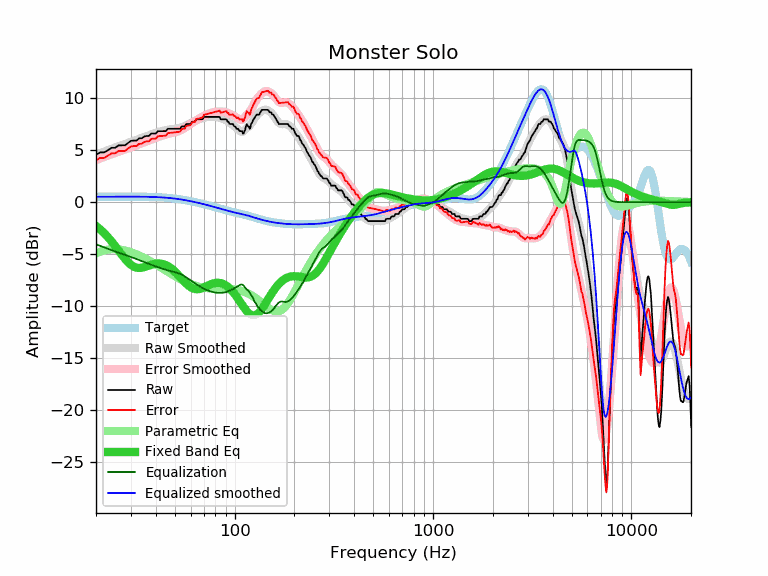 Monster Solo
Amplitude (dBr)
10
5
0
−5
−10
−15
−20
−25
Target
Raw Smoothed
Error Smoothed
Raw
Error
Parametric Eq
Fixed Band Eq
Equalization
Equalized smoothed
100 1000 10000
Frequency (Hz)